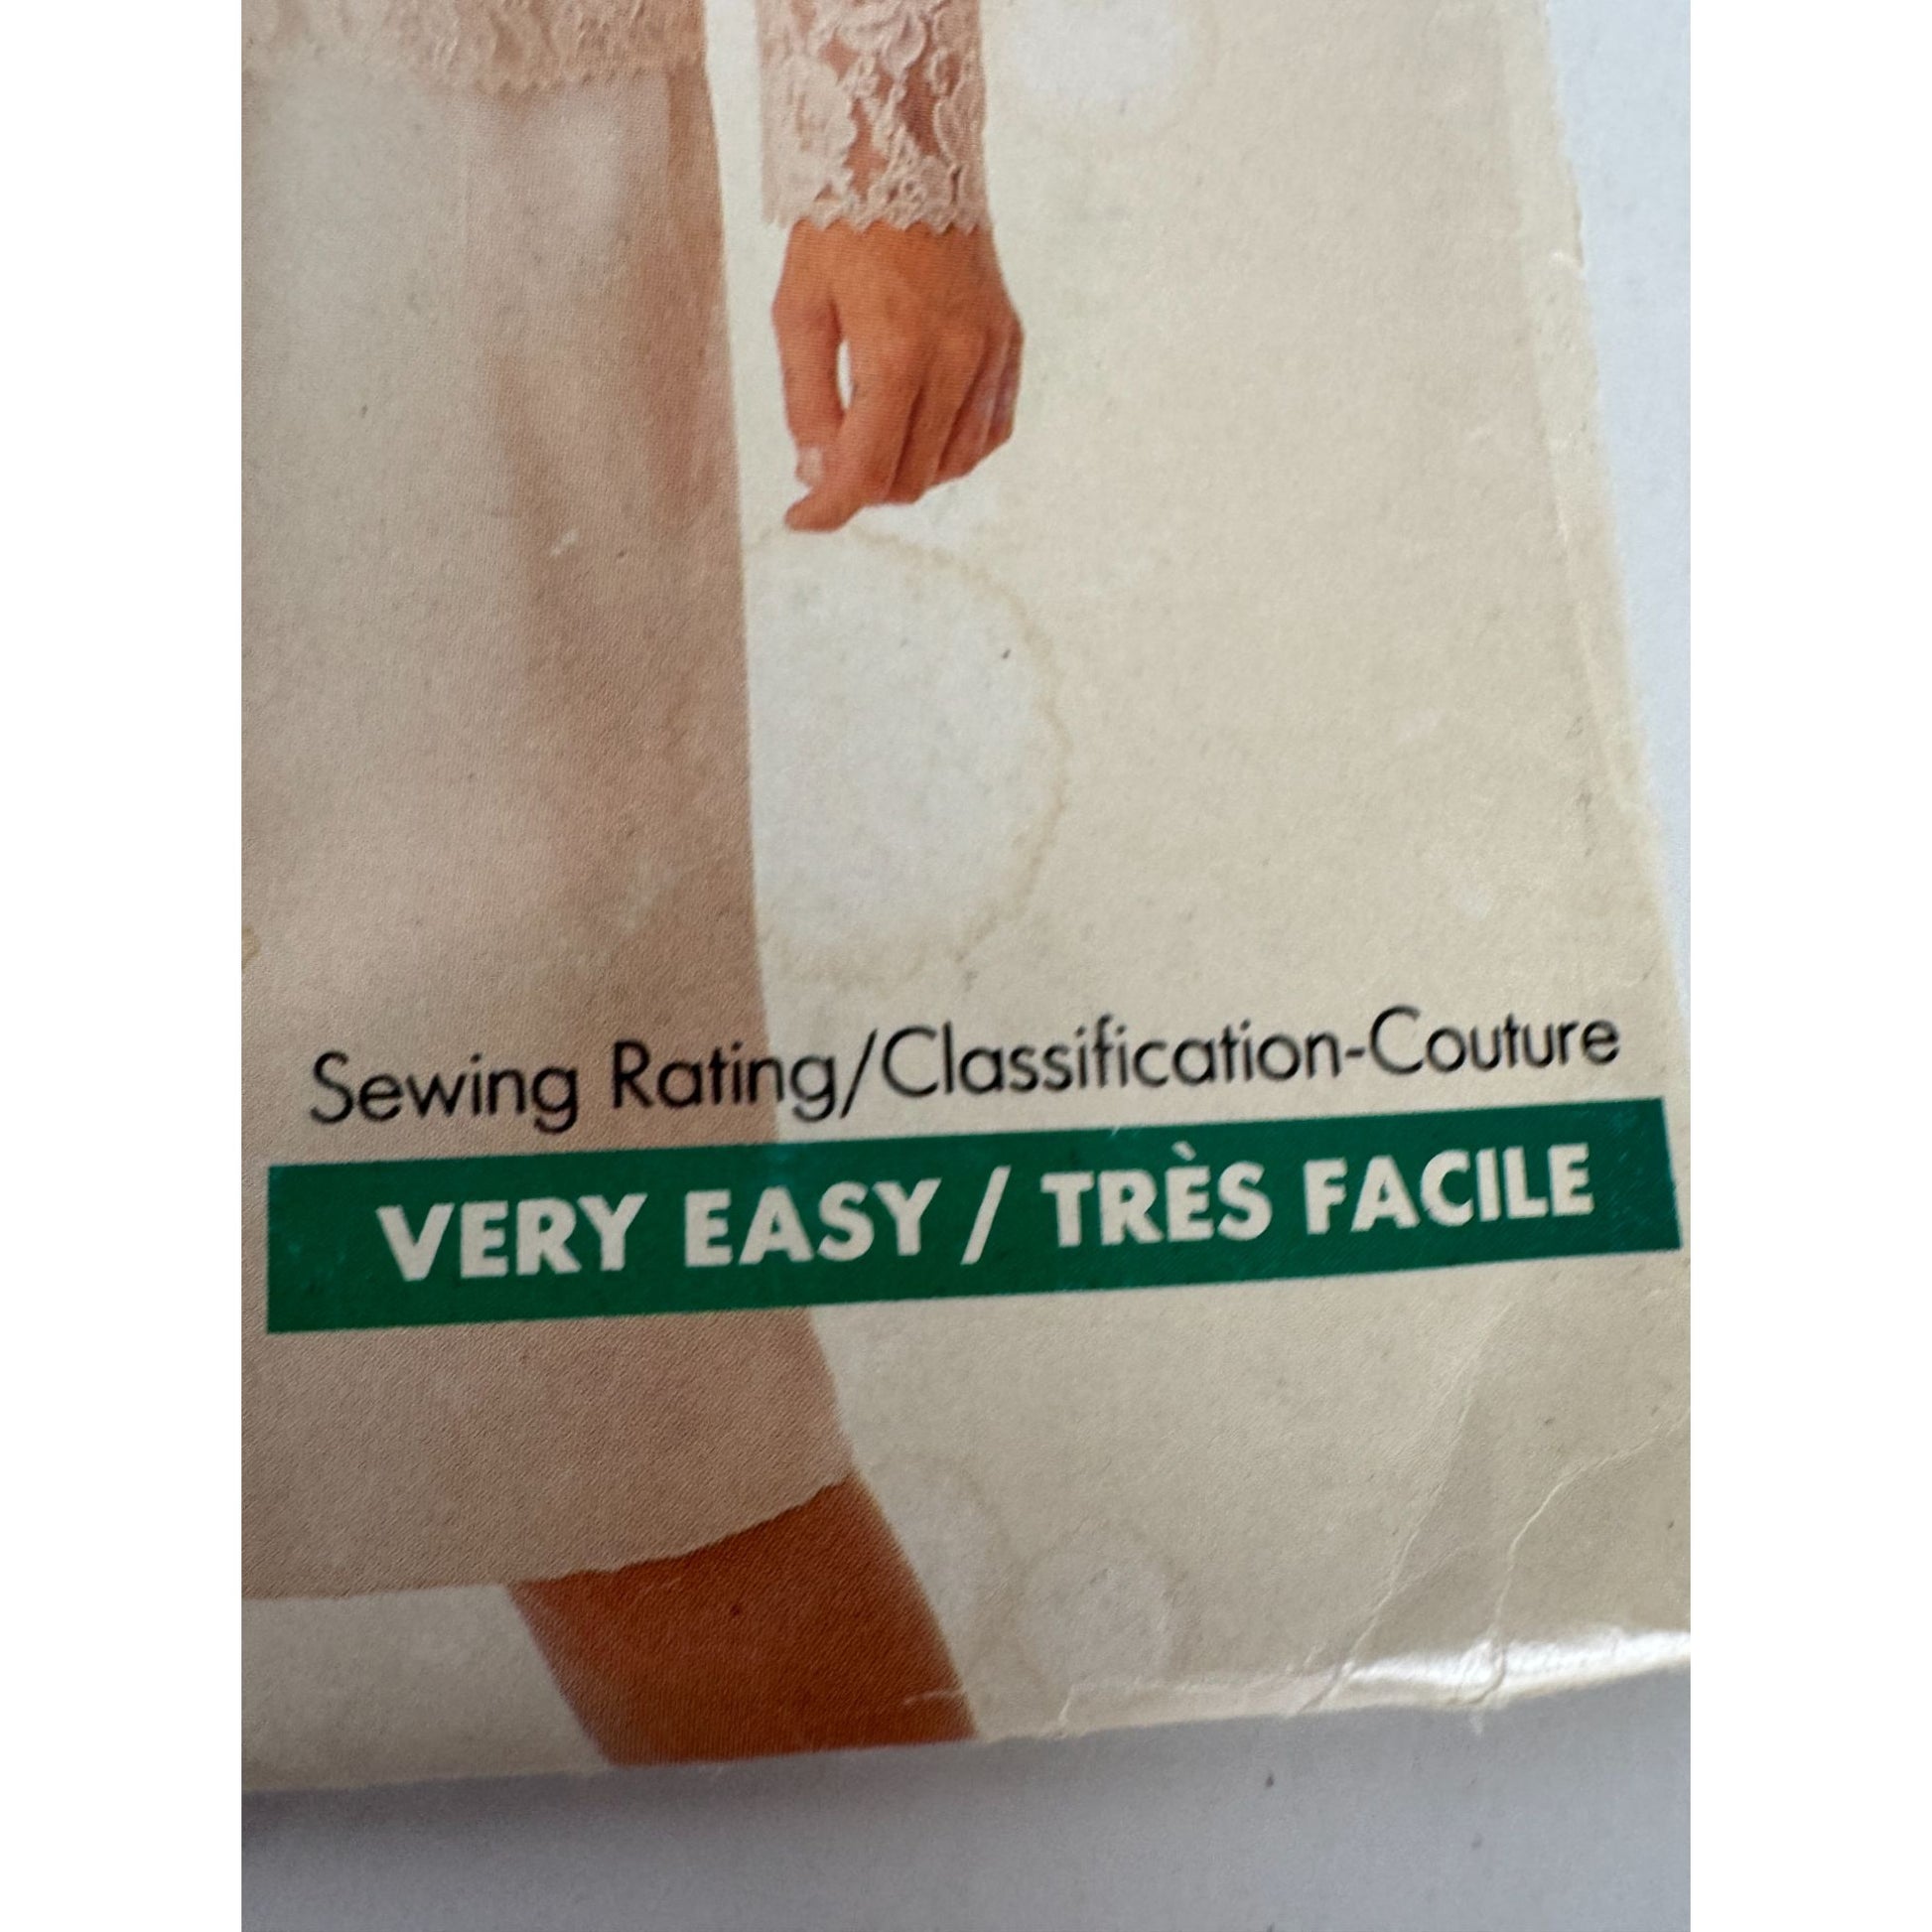 Sewing Rating/Classification-Couture
VERY EASY / TRÈS FACILE